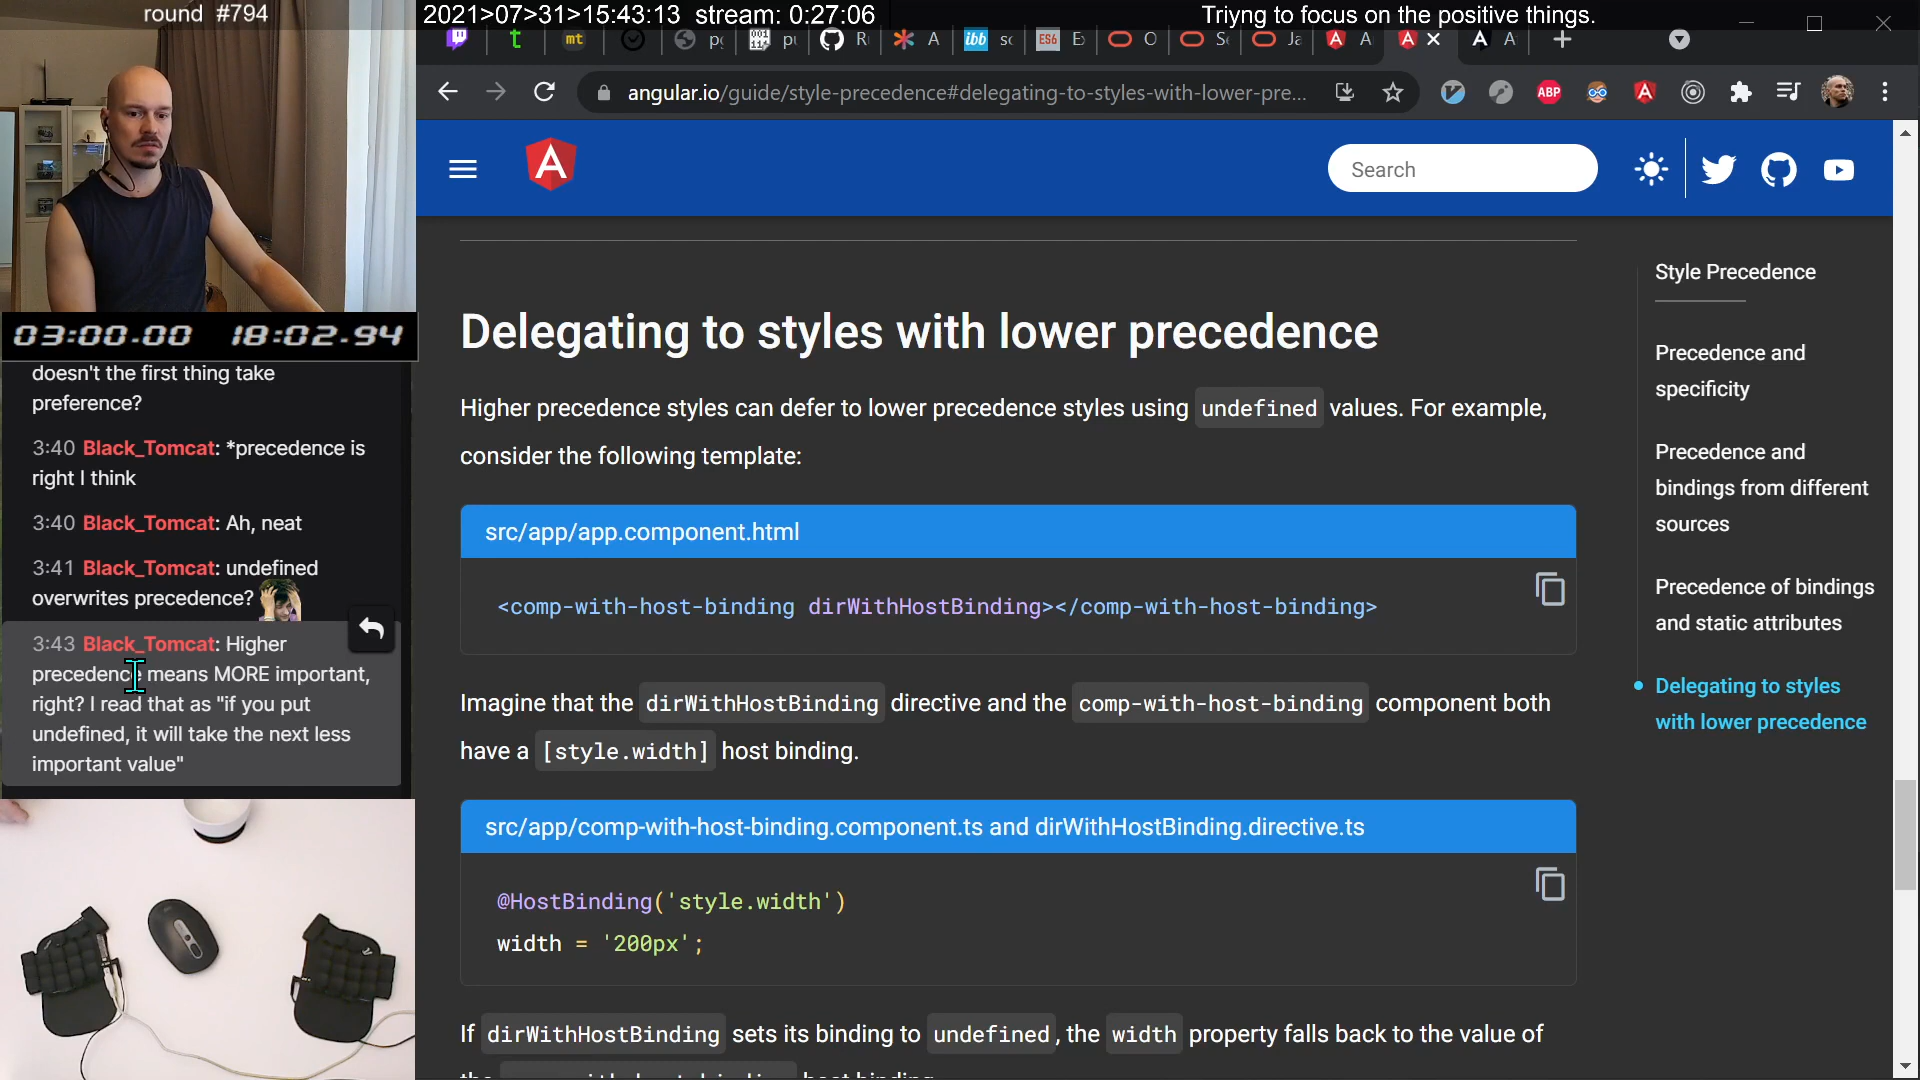 round #794
2021>07>31>15:43:13 stream: 0:27:06
Triyng to focus on the positive things.
03:00.00 18:02.94
doesn't the first thing take
preference?
3:40 Black_Tomcat: *precedence is
right I think
3:40 Black_Tomcat: Ah, neat
3:41 Black_Tomcat: undefined
overwrites precedence?
3:43 Black_Tomcat: Higher
precedence means MORE important,
right? I read that as "if you put
undefined, it will take the next less
important value"
angular.io/guide/style-precedence#delegating-to-styles-with-lower-pre...
ABP
Search
Delegating to styles with lower precedence
Higher precedence styles can defer to lower precedence styles using undefined values. For example,
consider the following template:
src/app/app.component.html
<comp-with-host-binding dirWithHostBinding></comp-with-host-binding>
Imagine that the dirWithHostBinding directive and the comp-with-host-binding component both
have a [style.width] host binding.
src/app/comp-with-host-binding.component.ts and dirWithHostBinding.directive.ts
@HostBinding('style.width')
width = '200px';
If dirWithHostBinding sets its binding to undefined, the width property falls back to the value of
Style Precedence
Precedence and
specificity
Precedence and
bindings from different
sources
Precedence of bindings
and static attributes
Delegating to styles
with lower precedence